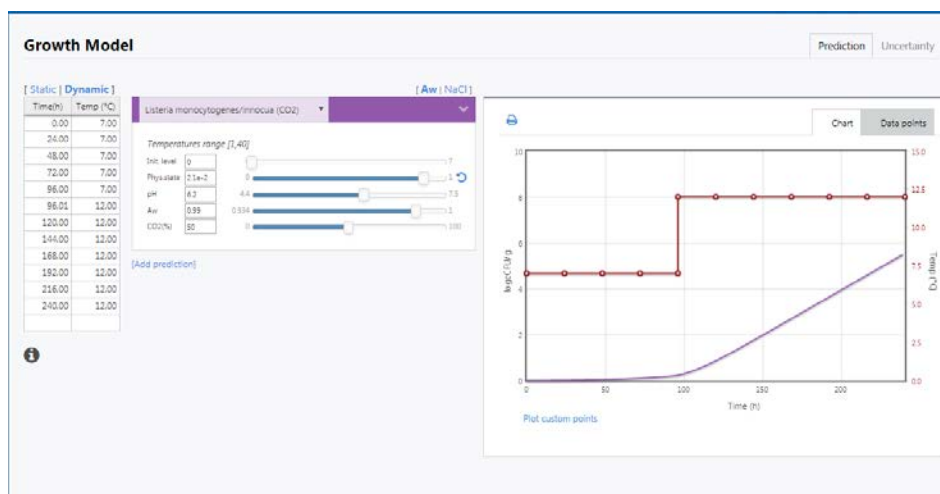 Growth Model
Prediction Uncertainty
[ Static | Dynamic ]
[ Aw | NaCl ]
Time(h) Temp (°C)
0.00 7.00
24.00 7.00
48.00 7.00
72.00 7.00
96.00 7.00
96.01 12.00
120.00 12.00
144.00 12.00
168.00 12.00
192.00 12.00
216.00 12.00
240.00 12.00
Listeria monocytogenes/innocua (CO2)
Temperatures range [1,40]
Init. level 0 7
Phys.state 2.1e-2 0 1
pH 6.2 4.4 7.5
Aw 0.99 0.934 1
CO2(%) 50 0 100
[Add prediction]
Chart Data points
10 15.0
8 12.5
6 10.0
4 7.5
2 5.0
0 2.5
0.0
log10CFU/g
Temp (°C)
0 50 100 150 200
Time (h)
Plot custom points